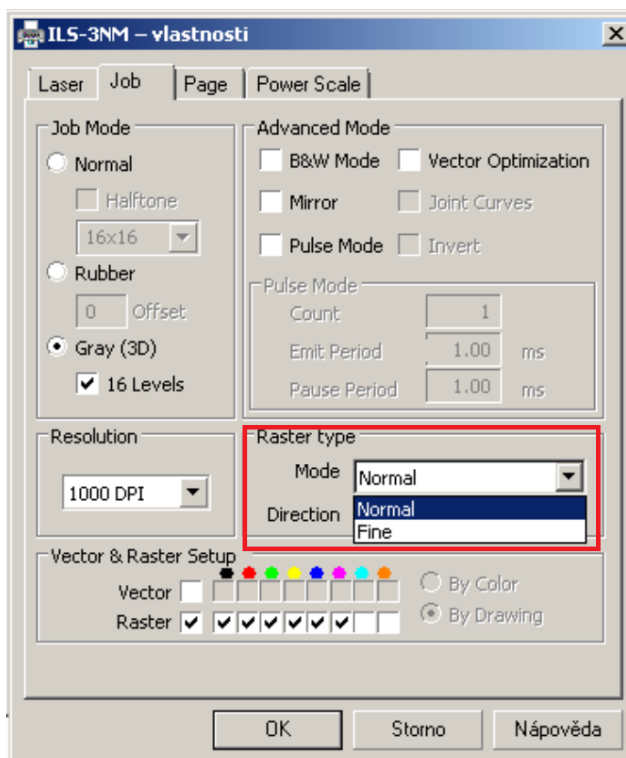 ILS-3NM – vlastnosti
Laser Job Page Power Scale
Job Mode
Normal
Halftone
16x16
Rubber
0 Offset
Gray (3D)
16 Levels
Advanced Mode
B&W Mode Vector Optimization
Mirror Joint Curves
Pulse Mode Invert
Pulse Mode
Count 1
Emit Period 1.00 ms
Pause Period 1.00 ms
Resolution
1000 DPI
Raster type
Mode Normal
Direction Normal
Fine
Vector & Raster Setup
Vector By Color
Raster By Drawing
OK Storno Nápověda